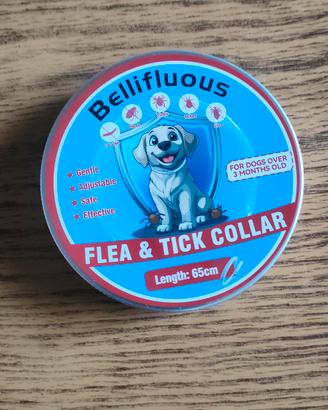 Bellifluous
★ Gentle
★ Adjustable
★ Safe
★ Effective
FOR DOGS OVER
3 MONTHS OLD
FLEA & TICK COLLAR
Length: 65cm